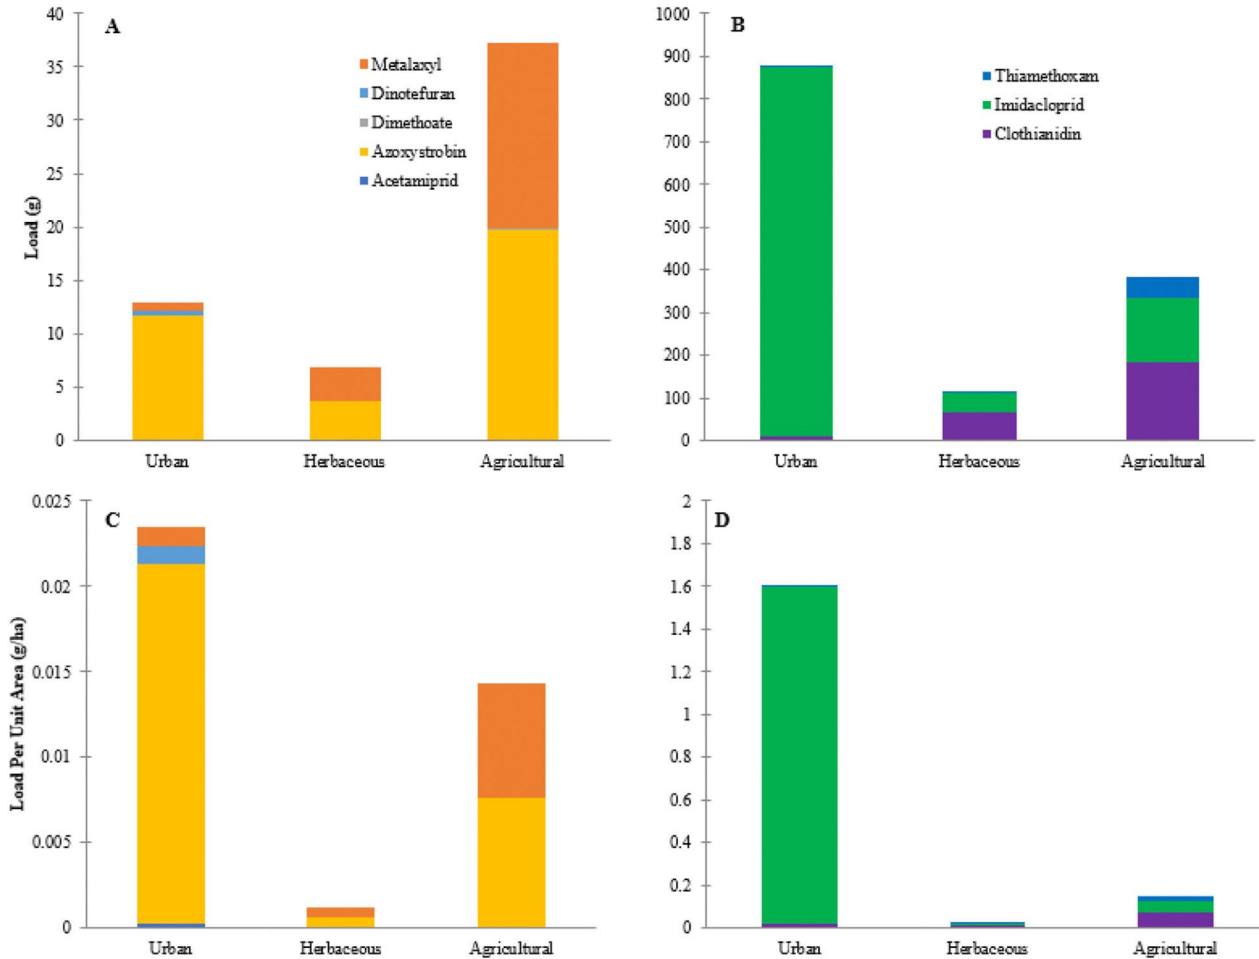 A
Load (g)
40
35
30
25
20
15
10
5
0
Metalaxyl
Dinotefuran
Dimethoate
Azoxystrobin
Acetamiprid
Urban
Herbaceous
Agricultural
B
1000
900
800
700
600
500
400
300
200
100
0
Thiamethoxam
Imidacloprid
Clothianidin
Urban
Herbaceous
Agricultural
C
Load Per Unit Area (g/ha)
0.025
0.02
0.015
0.01
0.005
0
Urban
Herbaceous
Agricultural
D
2
1.8
1.6
1.4
1.2
1
0.8
0.6
0.4
0.2
0
Urban
Herbaceous
Agricultural